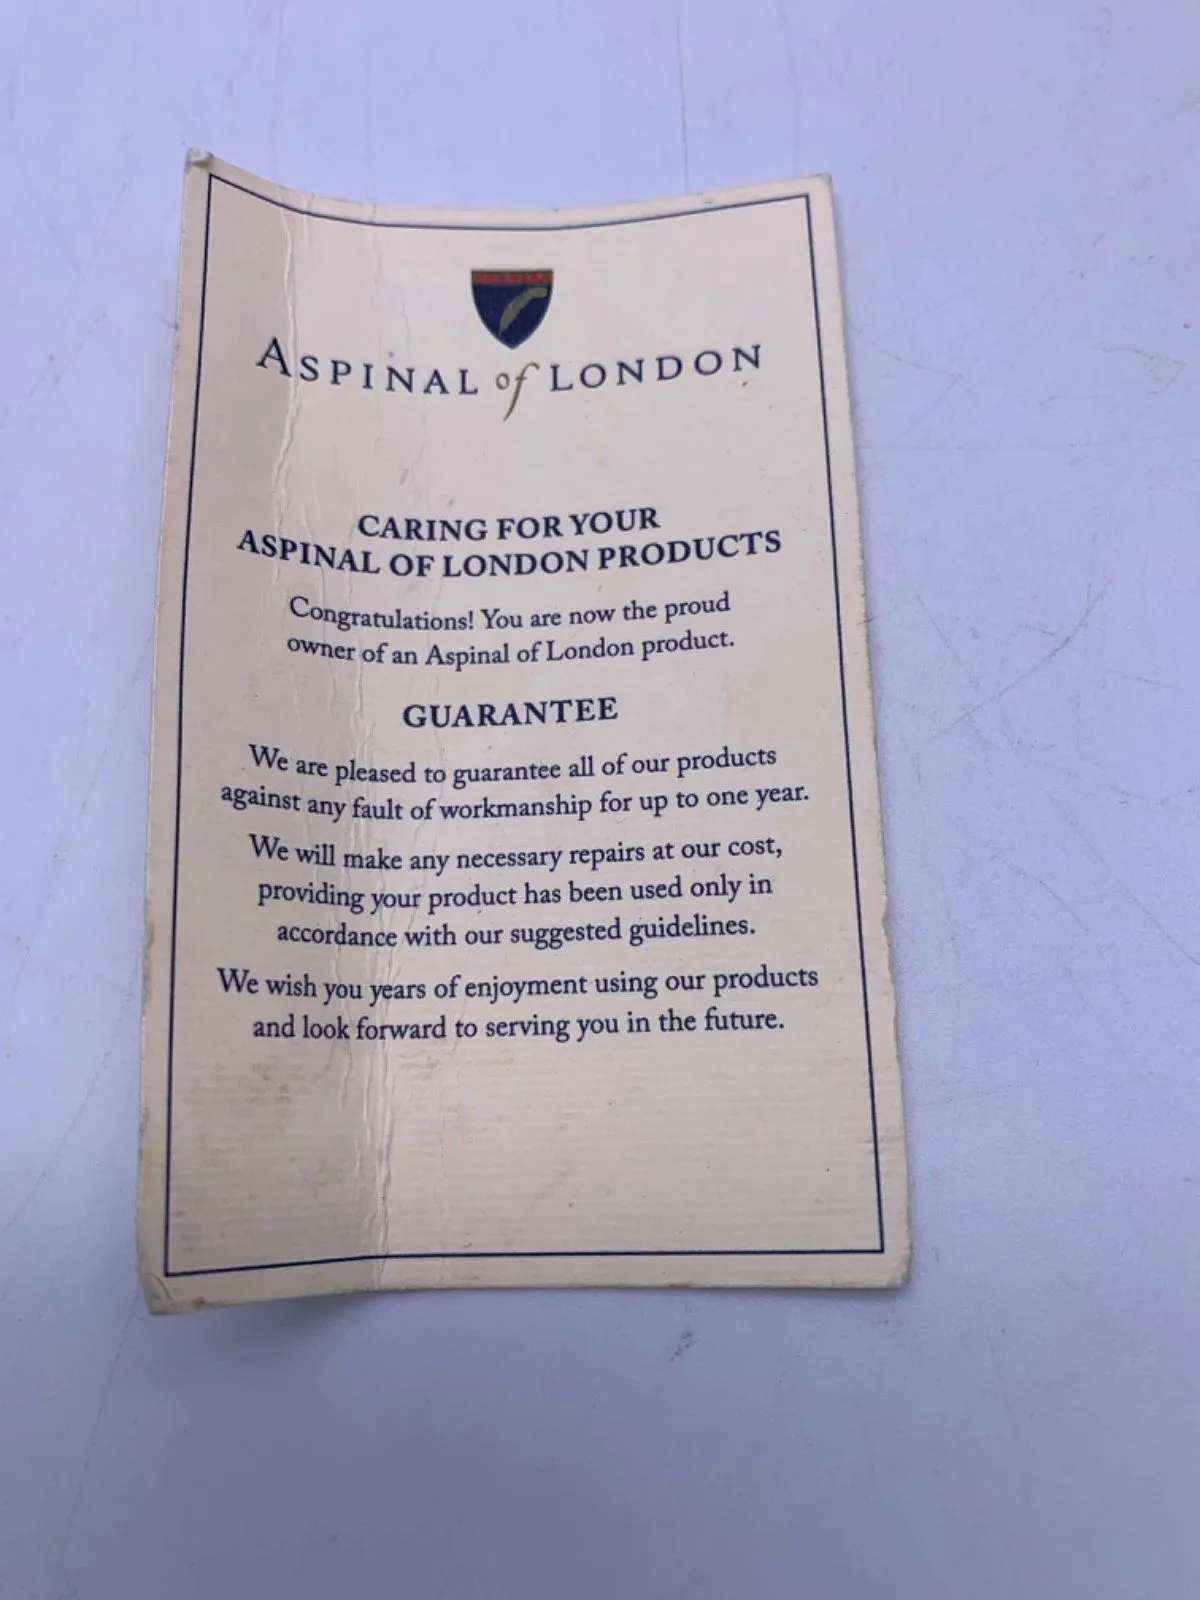 ASPINAL of LONDON
CARING FOR YOUR
ASPINAL OF LONDON PRODUCTS
Congratulations! You are now the proud
owner of an Aspinal of London product.
GUARANTEE
We are pleased to guarantee all of our products
against any fault of workmanship for up to one year.
We will make any necessary repairs at our cost,
providing your product has been used only in
accordance with our suggested guidelines.
We wish you years of enjoyment using our products
and look forward to serving you in the future.